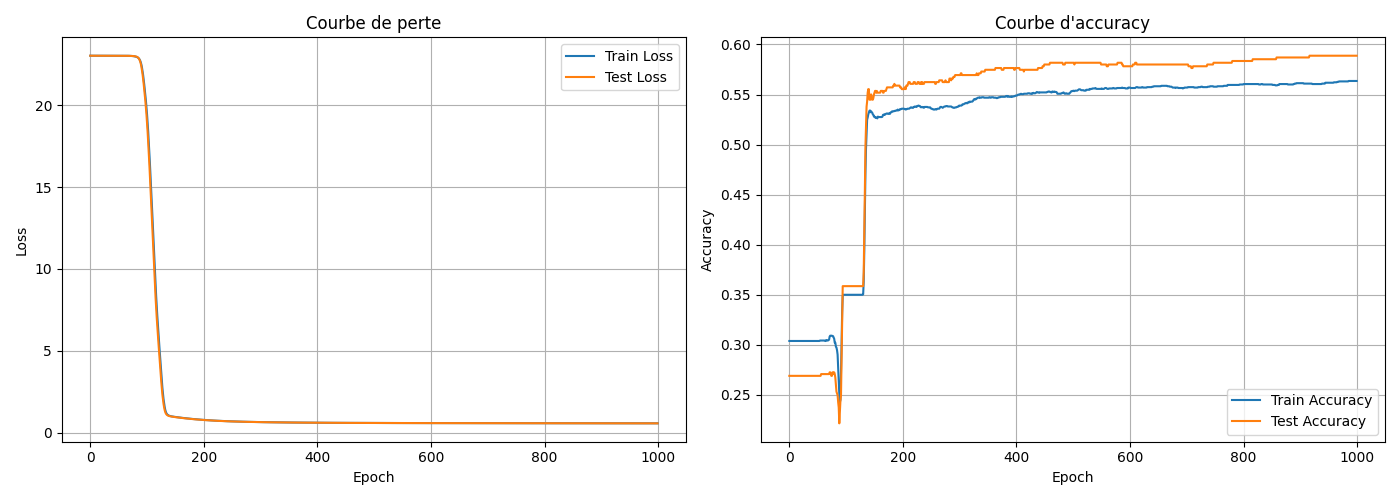 Courbe de perte
Train Loss
Test Loss
Loss
20
15
10
5
0
0 200 400 600 800 1000
Epoch
Courbe d'accuracy
Accuracy
0.60
0.55
0.50
0.45
0.40
0.35
0.30
0.25
Train Accuracy
Test Accuracy
0 200 400 600 800 1000
Epoch